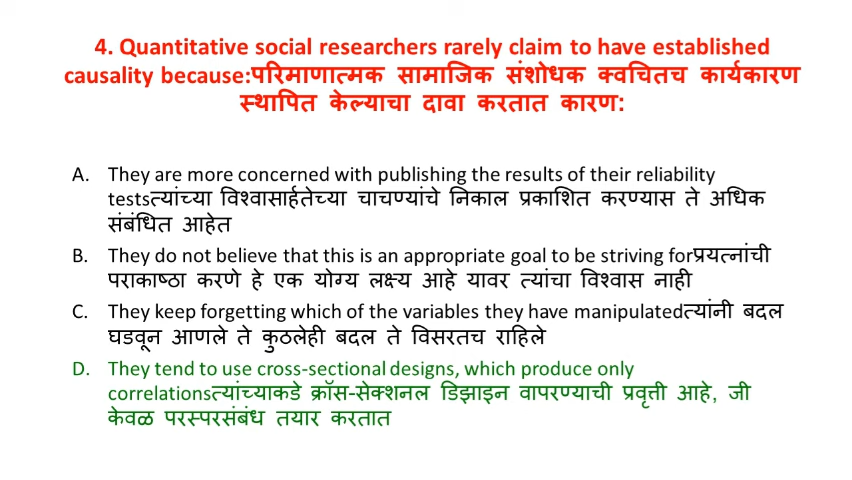 4. Quantitative social researchers rarely claim to have established
causality because:परिमाणात्मक सामाजिक संशोधक क्वचितच कार्यकारण
स्थापित केल्याचा दावा करतात कारण:
A. They are more concerned with publishing the results of their reliability
testsत्यांच्या विश्वासार्हतेच्या चाचण्यांचे निकाल प्रकाशित करण्यास ते अधिक
संबंधित आहेत
B. They do not believe that this is an appropriate goal to be striving forप्रयत्नांची
पराकाष्ठा करणे हे एक योग्य लक्ष्य आहे यावर त्यांचा विश्वास नाही
C. They keep forgetting which of the variables they have manipulatedत्यांनी बदल
घडवून आणले ते कुठलेही बदल ते विसरतच राहिले
D. They tend to use cross-sectional designs, which produce only
correlationsत्यांच्याकडे क्रॉस-सेक्शनल डिझाइन वापरण्याची प्रवृत्ती आहे, जी
केवळ परस्परसंबंध तयार करतात